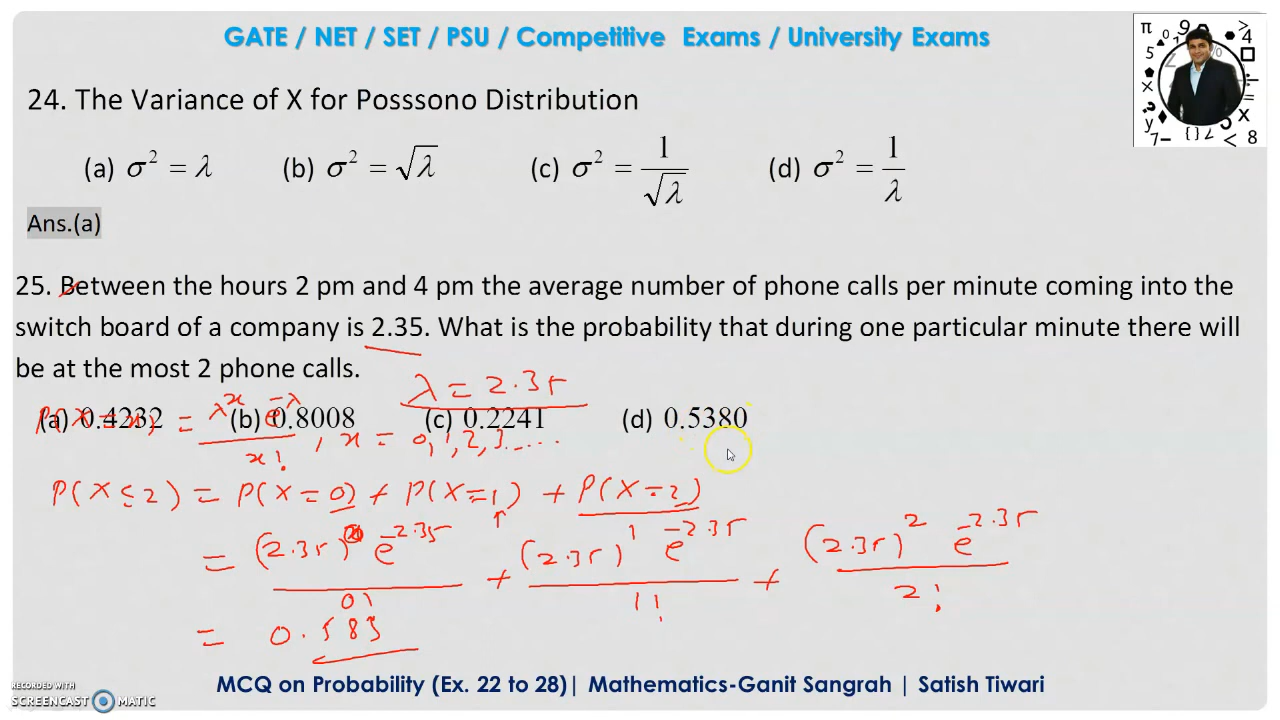 GATE / NET / SET / PSU / Competitive Exams / University Exams
24. The Variance of X for Posssono Distribution
(a) σ² = λ (b) σ² = √λ (c) σ² = 1/√λ (d) σ² = 1/λ
Ans.(a)
25. Between the hours 2 pm and 4 pm the average number of phone calls per minute coming into the
switch board of a company is 2.35. What is the probability that during one particular minute there will
be at the most 2 phone calls.
λ = 2.35
(a) 0.4232 (b) 0.8008 (c) 0.2241 (d) 0.5380
P(X=x) = λˣ e^-λ / x! , x = 0, 1, 2, 3....
P(X ≤ 2) = P(X = 0) + P(X = 1) + P(X = 2)
= (2.35)⁰ e^-2.35 / 0! + (2.35)¹ e^-2.35 / 1! + (2.35)² e^-2.35 / 2!
= 0.583
MCQ on Probability (Ex. 22 to 28)| Mathematics-Ganit Sangrah | Satish Tiwari
RECORDED WITH
SCREENCAST MATIC